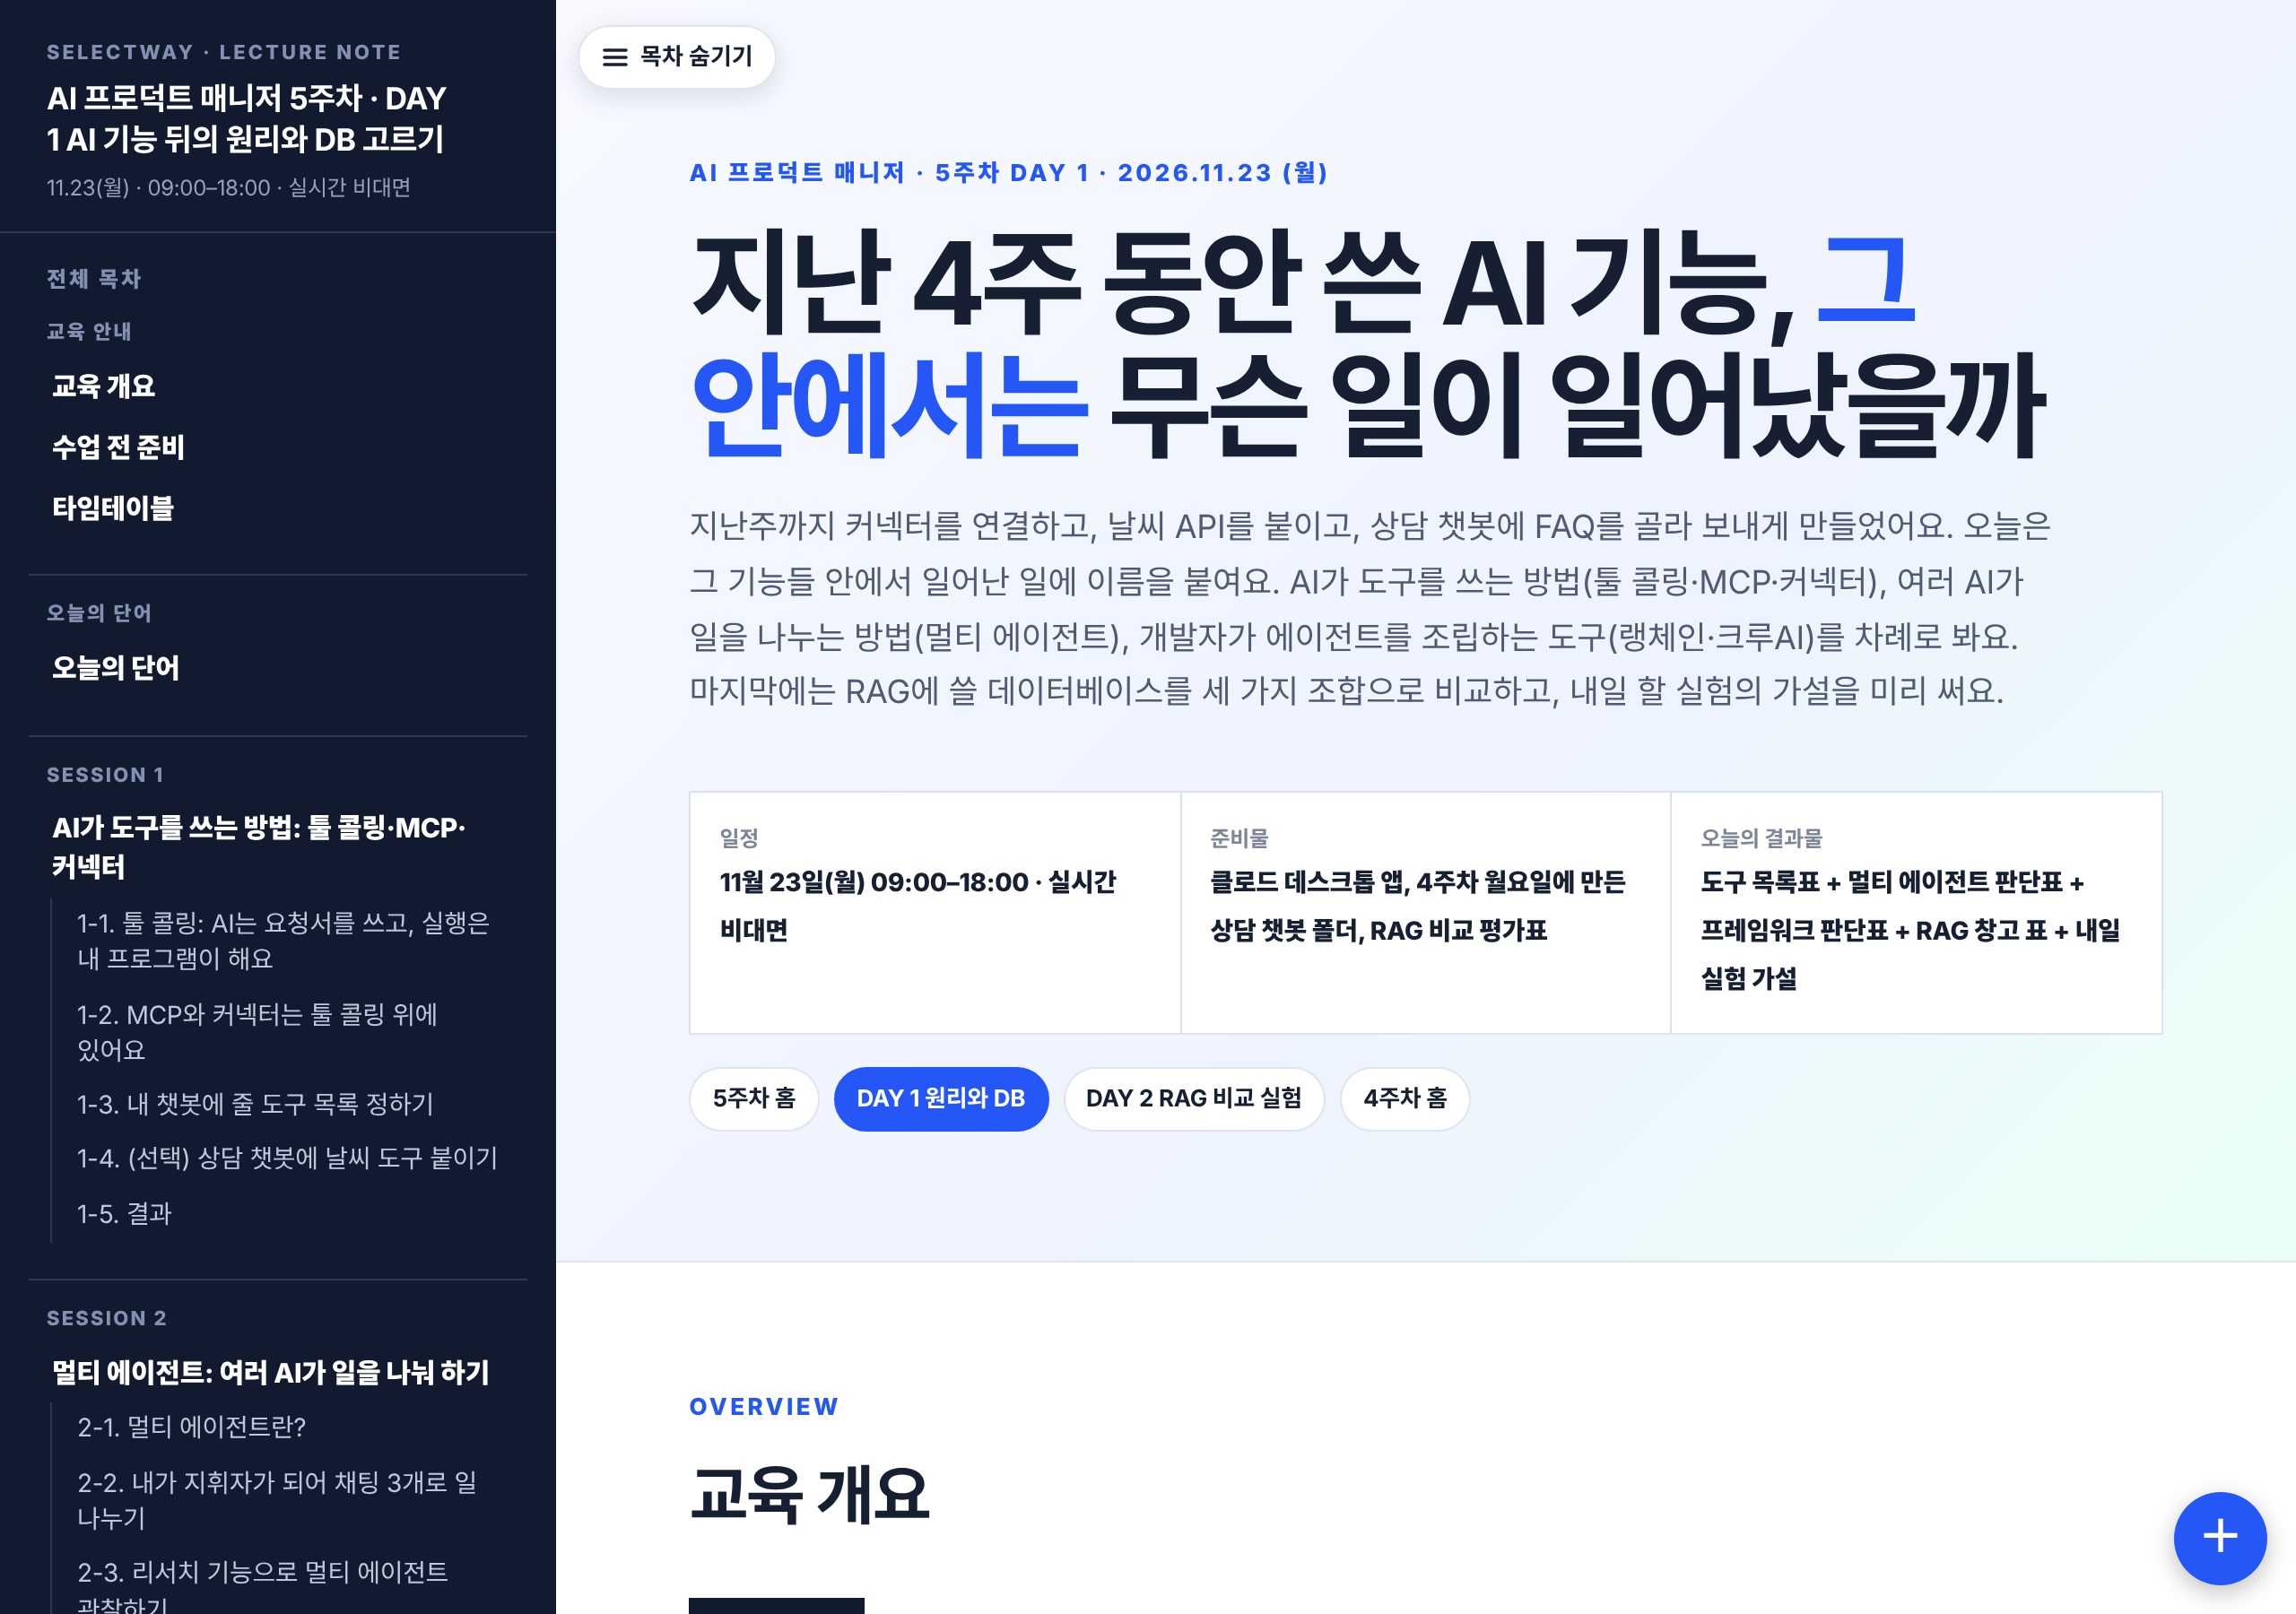 SELECTWAY · LECTURE NOTE
AI 프로덕트 매니저 5주차 · DAY
1 AI 기능 뒤의 원리와 DB 고르기
11.23(월) · 09:00–18:00 · 실시간 비대면
전체 목차
교육 안내
교육 개요
수업 전 준비
타임테이블
오늘의 단어
오늘의 단어
SESSION 1
AI가 도구를 쓰는 방법: 툴 콜링·MCP·
커넥터
1-1. 툴 콜링: AI는 요청서를 쓰고, 실행은
내 프로그램이 해요
1-2. MCP와 커넥터는 툴 콜링 위에
있어요
1-3. 내 챗봇에 줄 도구 목록 정하기
1-4. (선택) 상담 챗봇에 날씨 도구 붙이기
1-5. 결과
SESSION 2
멀티 에이전트: 여러 AI가 일을 나눠 하기
2-1. 멀티 에이전트란?
2-2. 내가 지휘자가 되어 채팅 3개로 일
나누기
2-3. 리서치 기능으로 멀티 에이전트
관찰하기
목차 숨기기
AI 프로덕트 매니저 · 5주차 DAY 1 · 2026.11.23 (월)
지난 4주 동안 쓴 AI 기능, 그
안에서는 무슨 일이 일어났을까
지난주까지 커넥터를 연결하고, 날씨 API를 붙이고, 상담 챗봇에 FAQ를 골라 보내게 만들었어요. 오늘은
그 기능들 안에서 일어난 일에 이름을 붙여요. AI가 도구를 쓰는 방법(툴 콜링·MCP·커넥터), 여러 AI가
일을 나누는 방법(멀티 에이전트), 개발자가 에이전트를 조립하는 도구(랭체인·크루AI)를 차례로 봐요.
마지막에는 RAG에 쓸 데이터베이스를 세 가지 조합으로 비교하고, 내일 할 실험의 가설을 미리 써요.
일정
11월 23일(월) 09:00–18:00 · 실시간
비대면
준비물
클로드 데스크톱 앱, 4주차 월요일에 만든
상담 챗봇 폴더, RAG 비교 평가표
오늘의 결과물
도구 목록표 + 멀티 에이전트 판단표 +
프레임워크 판단표 + RAG 창고 표 + 내일
실험 가설
5주차 홈
DAY 1 원리와 DB
DAY 2 RAG 비교 실험
4주차 홈
OVERVIEW
교육 개요
+